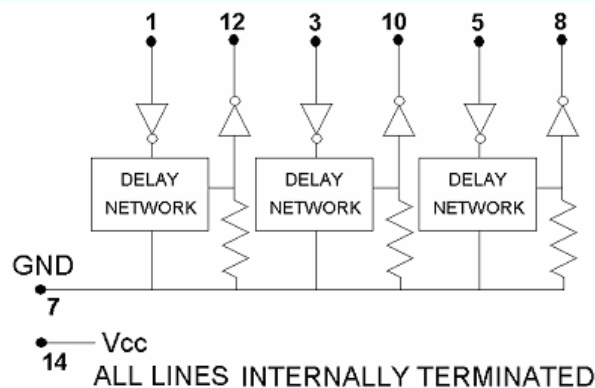 1 12 3 10 5 8
DELAY NETWORK DELAY NETWORK DELAY NETWORK
GND
7
Vcc
14
ALL LINES INTERNALLY TERMINATED